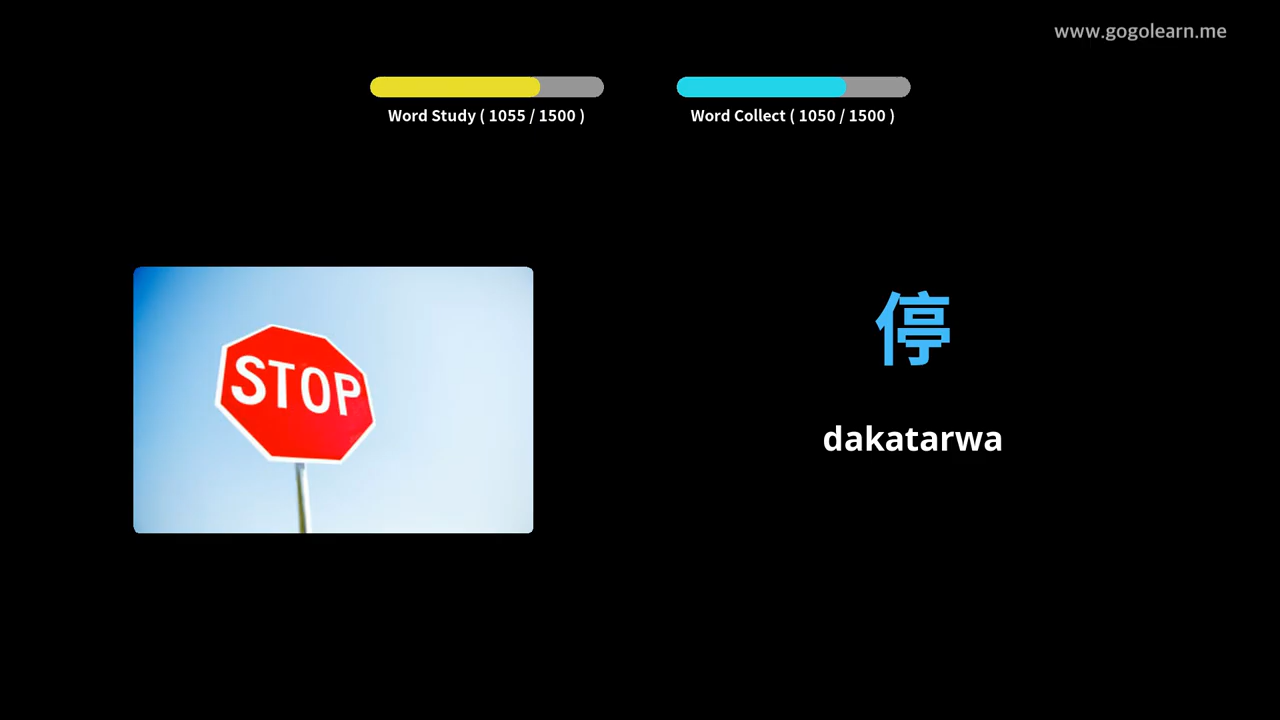 www.gogolearn.me
Word Study ( 1055 / 1500 )
Word Collect ( 1050 / 1500 )
STOP
停
dakatarwa